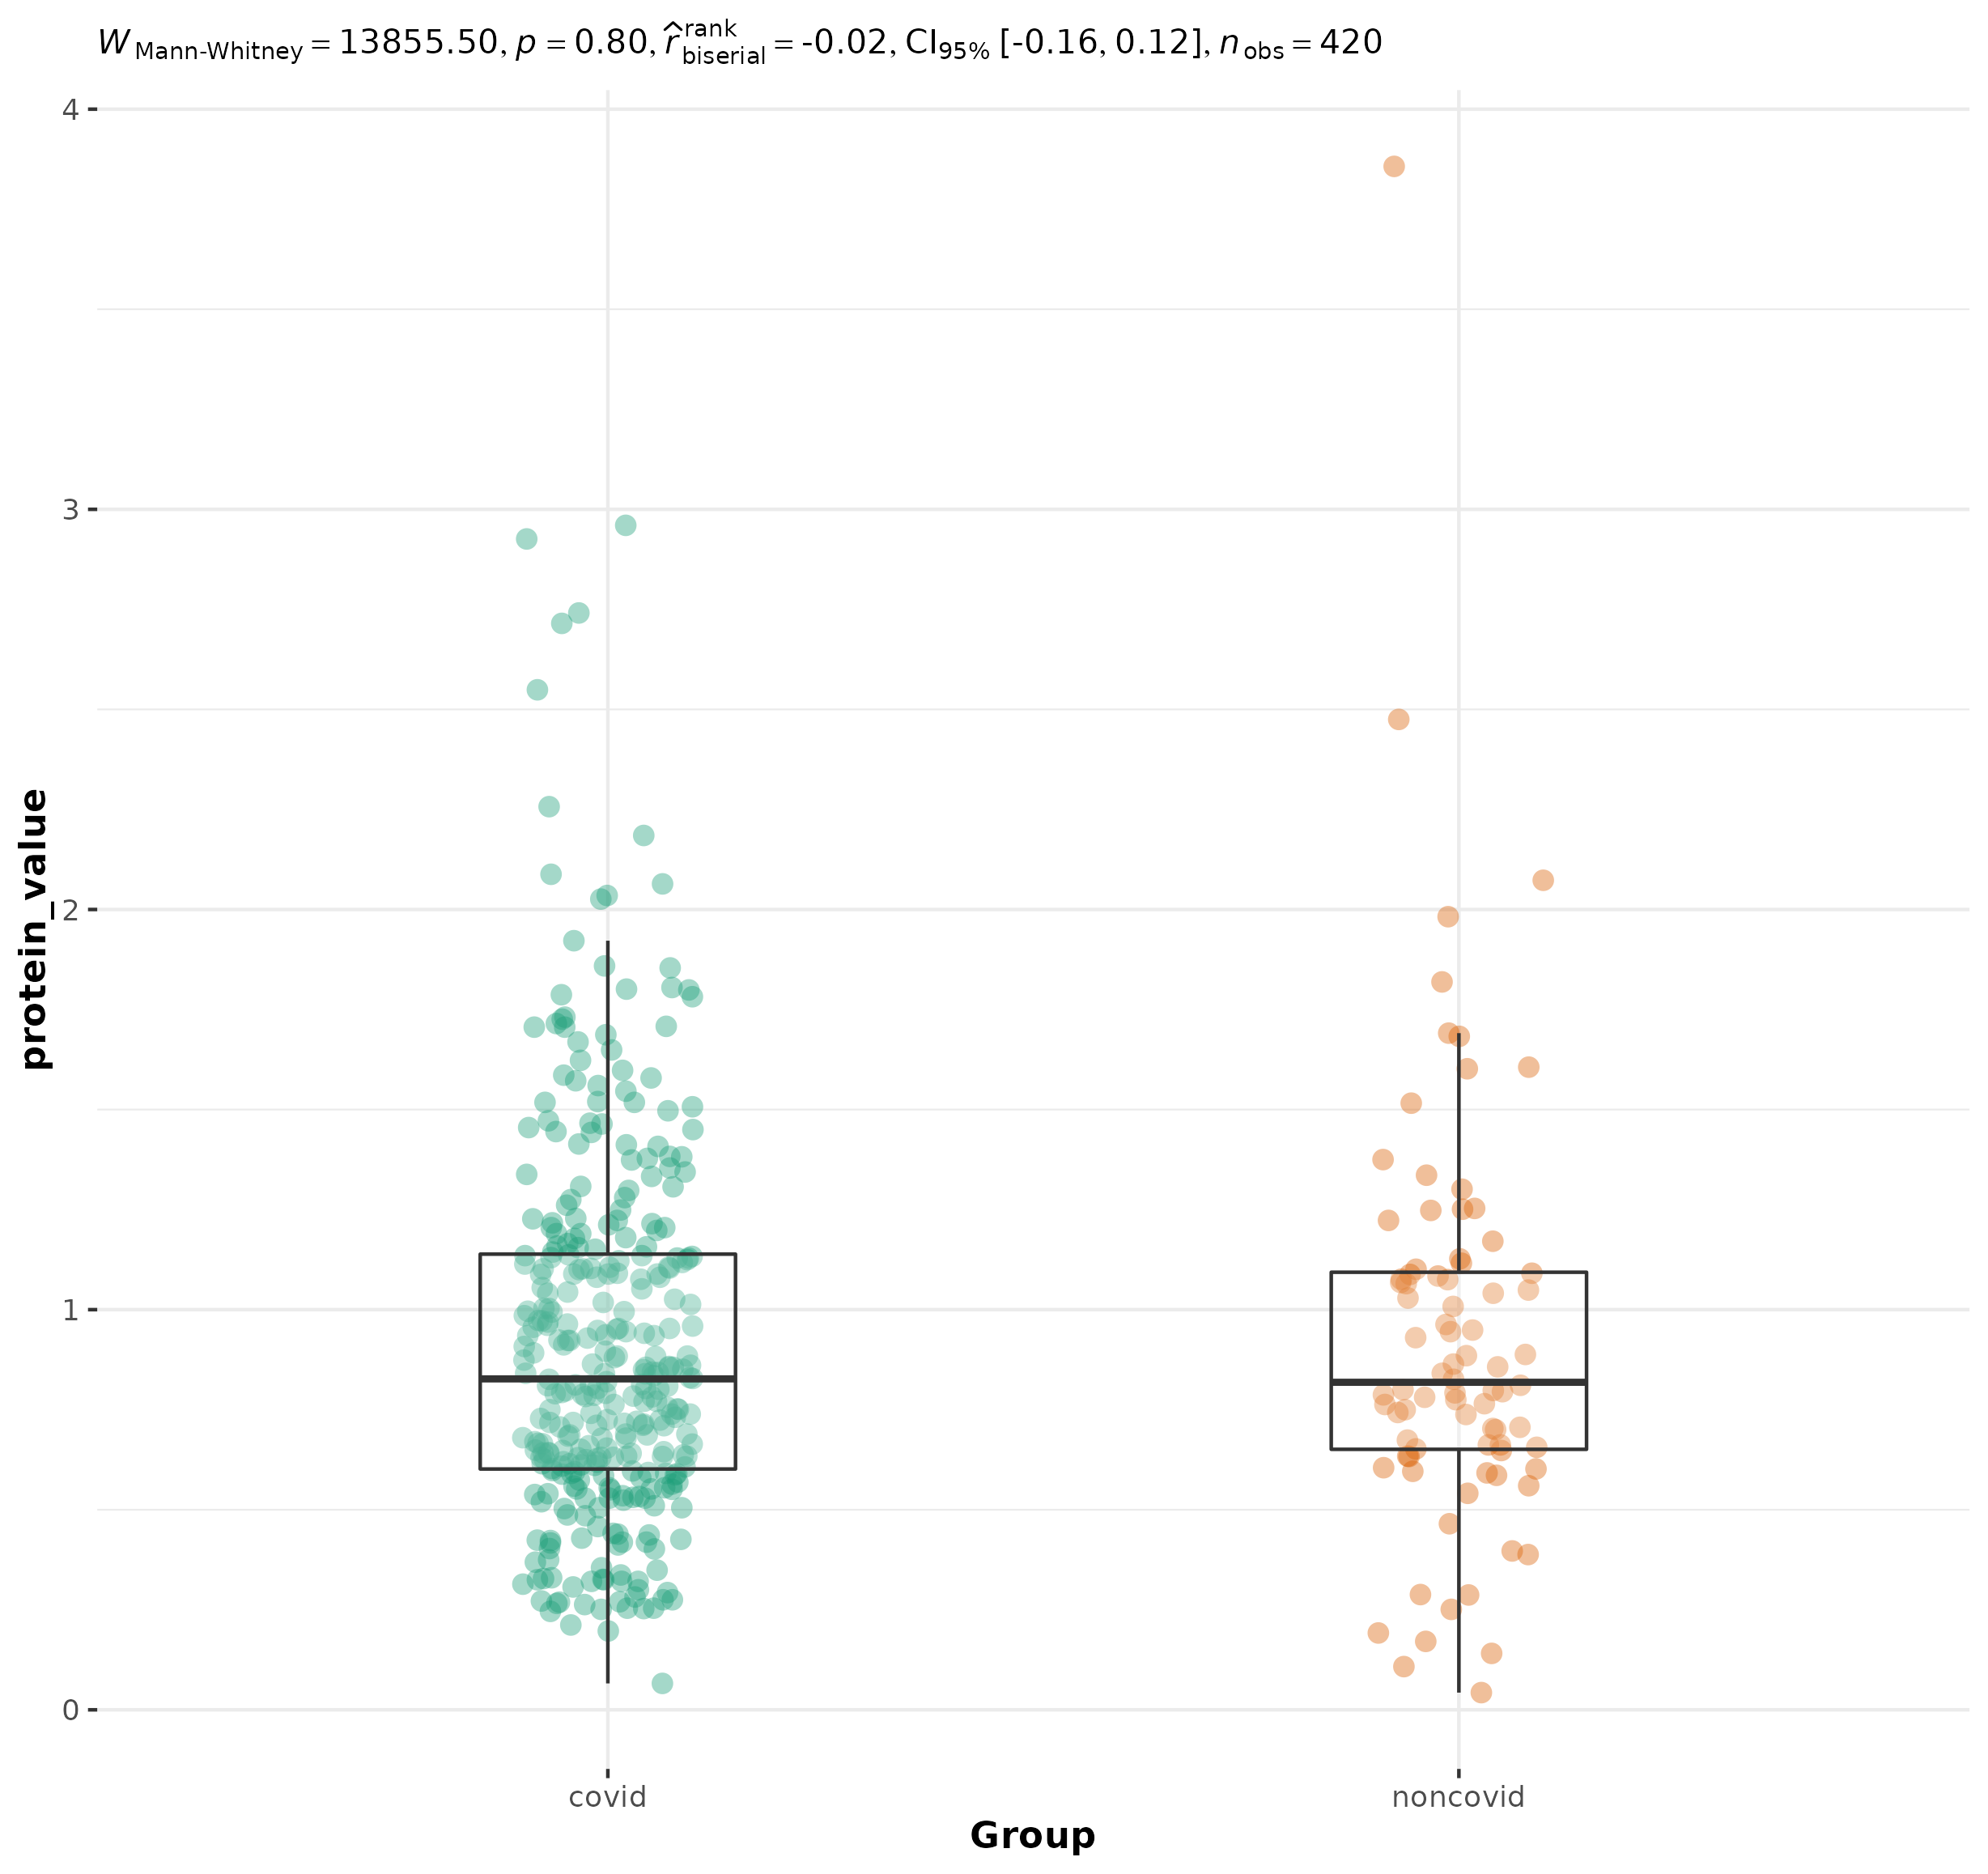 W Mann-Whitney = 13855.50, p = 0.80, r̂ rank biserial = -0.02, CI95% [-0.16, 0.12], n obs = 420
4
3
2
1
0
protein_value
covid noncovid
Group